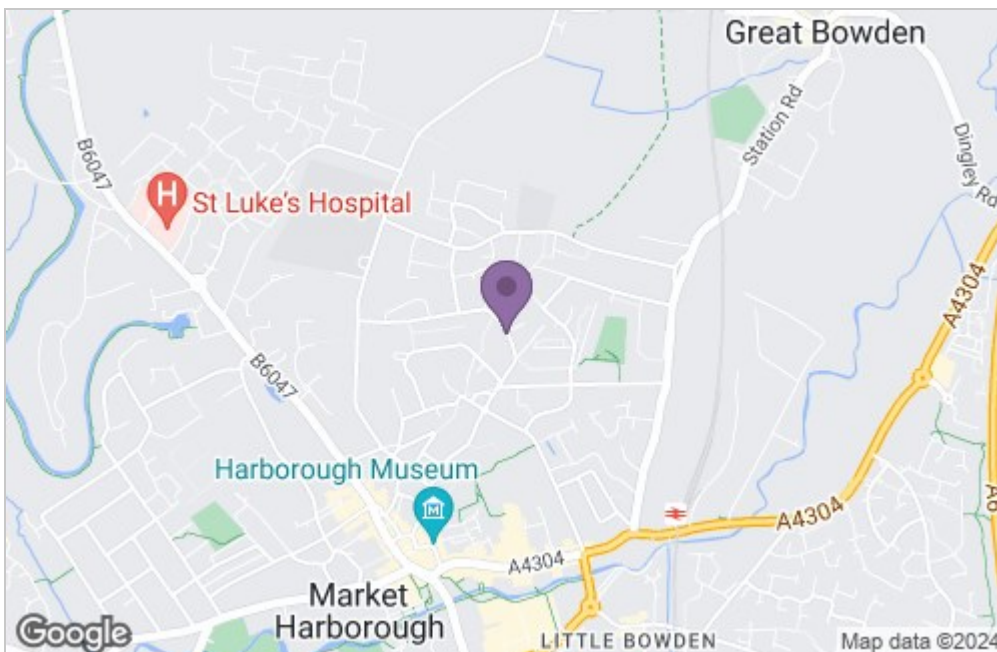 Great Bowden
Station Rd
Dingley Rd
B6047
H
St Luke's Hospital
A4304
B6047
Harborough Museum
M
A4304
A6
A4304
Market
Harborough
LITTLE BOWDEN
Google
Map data ©2024